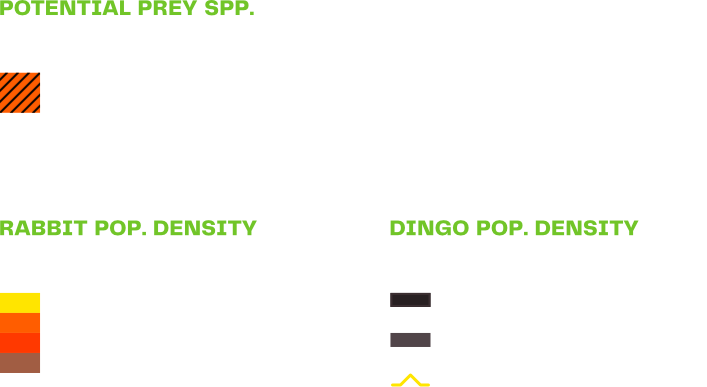 POTENTIAL PREY SPP.
RABBIT POP. DENSITY
DINGO POP. DENSITY